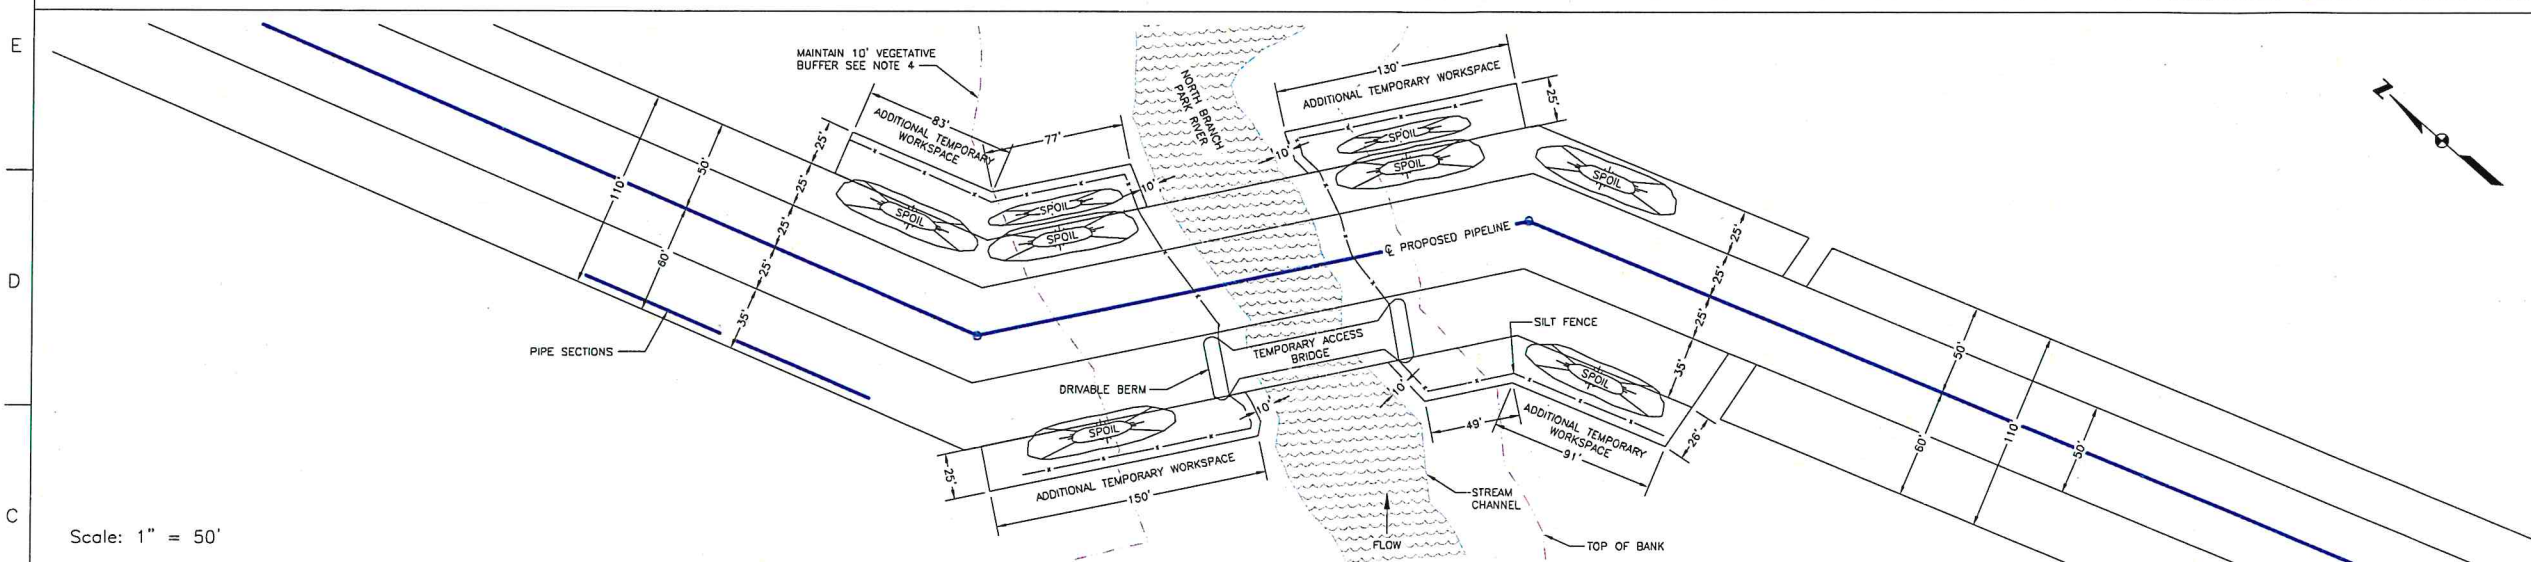 E
D
C
MAINTAIN 10' VEGETATIVE
BUFFER SEE NOTE 4
83'
ADDITIONAL TEMPORARY
WORKSPACE
77'
25'
25'
25'
25'
35'
110'
50'
60'
SPOIL
SPOIL
SPOIL
10'
NORTH BRANCH
PARK
RIVER
130'
ADDITIONAL TEMPORARY WORKSPACE
25'
10'
SPOIL
SPOIL
SPOIL
N
℄ PROPOSED PIPELINE
25'
25'
25'
35'
PIPE SECTIONS
TEMPORARY ACCESS
BRIDGE
SILT FENCE
DRIVABLE BERM
SPOIL
10'
10'
SPOIL
49'
ADDITIONAL TEMPORARY
WORKSPACE
91'
26'
25'
ADDITIONAL TEMPORARY WORKSPACE
150'
50'
60'
110'
50'
STREAM
CHANNEL
FLOW
TOP OF BANK
Scale: 1" = 50'